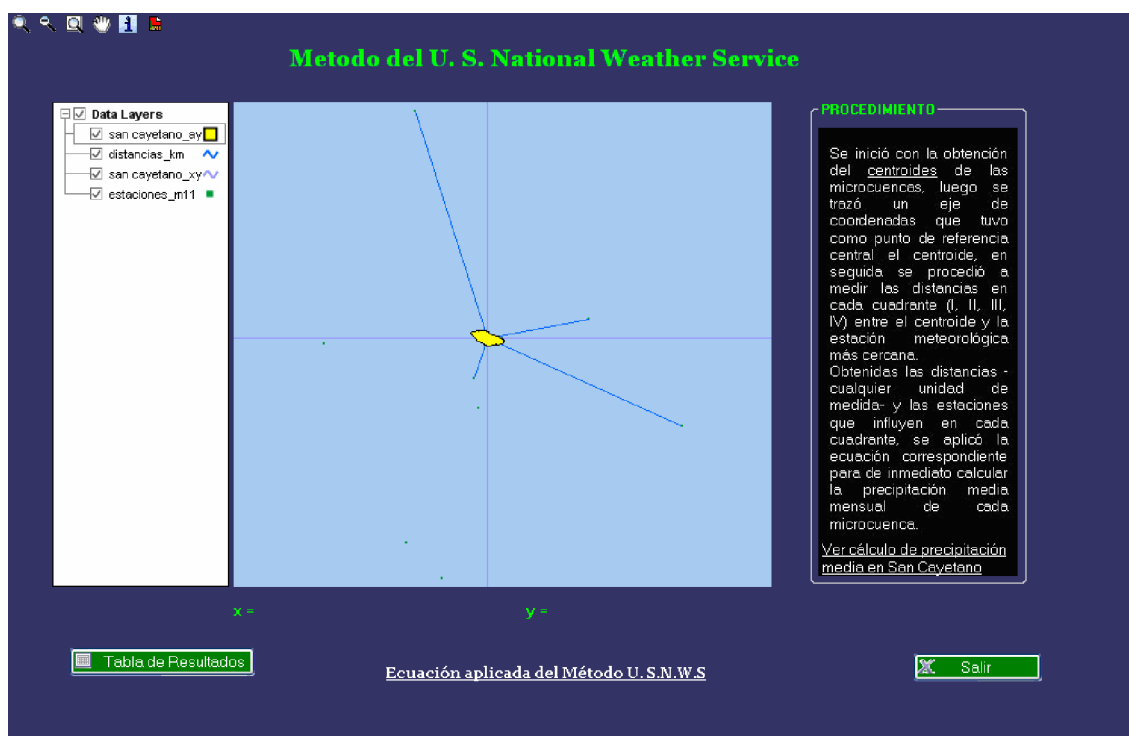 Metodo del U. S. National Weather Service
Data Layers
san cayetano_ay
distancias_km
san cayetano_xy
estaciones_m11
PROCEDIMIENTO
Se inició con la obtención
del centroides de las
microcuencas, luego se
trazó un eje de
coordenadas que tuvo
como punto de referencia
central el centroide, en
seguida se procedió a
medir las distancias en
cada cuadrante (I, II, III,
IV) entre el centroide y la
estación meteorológica
más cercana.
Obtenidas las distancias -
cualquier unidad de
medida- y las estaciones
que influyen en cada
cuadrante, se aplicó la
ecuación correspondiente
para de inmediato calcular
la precipitación media
mensual de cada
microcuenca.
Ver cálculo de precipitación
media en San Cayetano
x =
y =
Tabla de Resultados
Ecuación aplicada del Método U. S.N.W.S
Salir